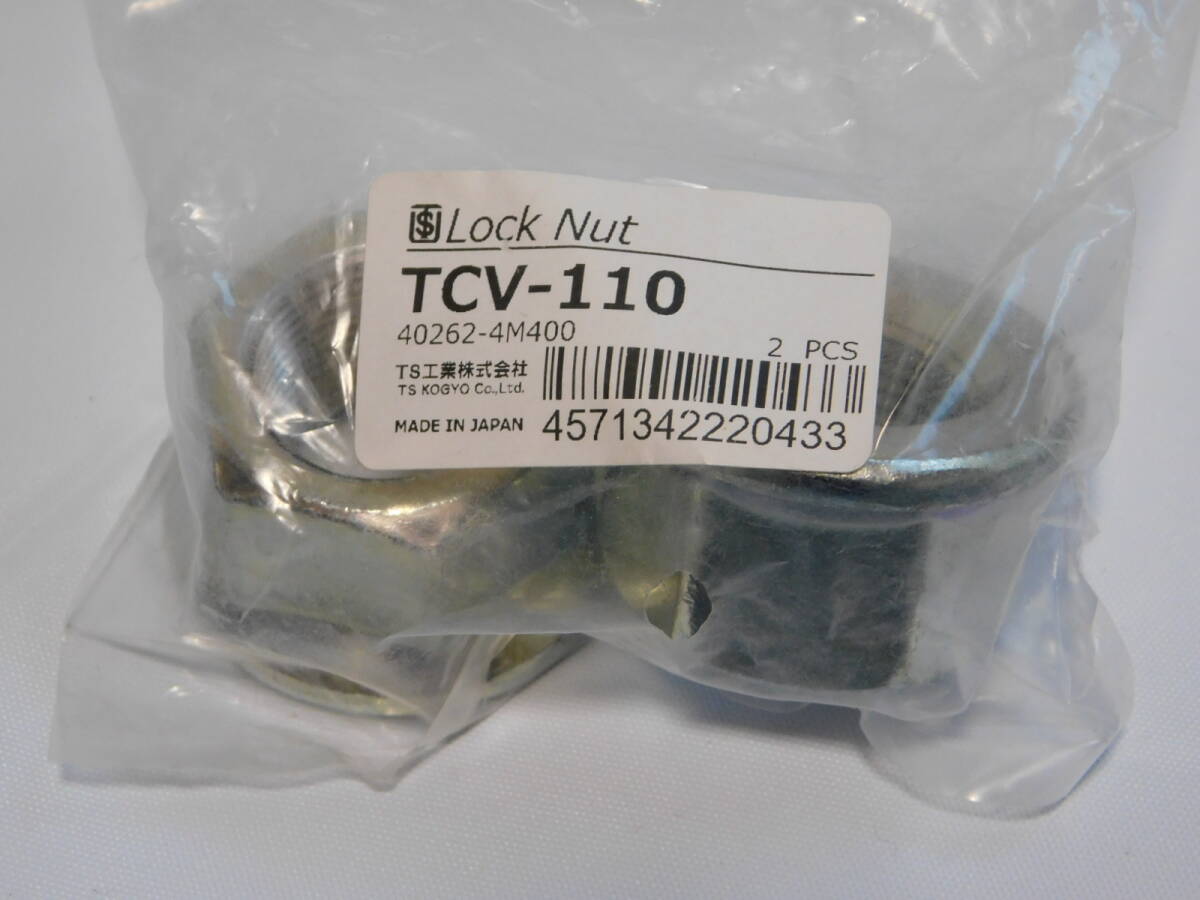 Lock Nut
TCV-110
40262-4M400
2 PCS
TS工業株式会社
TS KOGYO Co.,Ltd.
MADE IN JAPAN
4571342220433